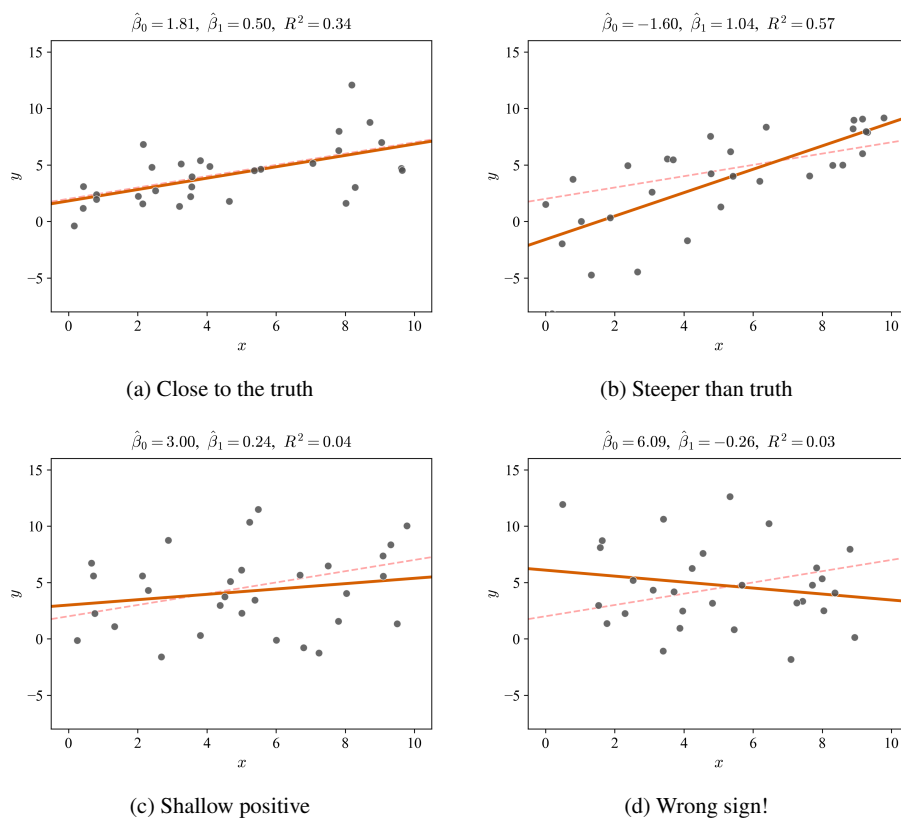 β̂₀ = 1.81, β̂₁ = 0.50, R² = 0.34
15
10
5
0
−5
y
0 2 4 6 8 10
x
(a) Close to the truth
β̂₀ = −1.60, β̂₁ = 1.04, R² = 0.57
15
10
5
0
−5
y
0 2 4 6 8 10
x
(b) Steeper than truth
β̂₀ = 3.00, β̂₁ = 0.24, R² = 0.04
15
10
5
0
−5
y
0 2 4 6 8 10
x
(c) Shallow positive
β̂₀ = 6.09, β̂₁ = −0.26, R² = 0.03
15
10
5
0
−5
y
0 2 4 6 8 10
x
(d) Wrong sign!